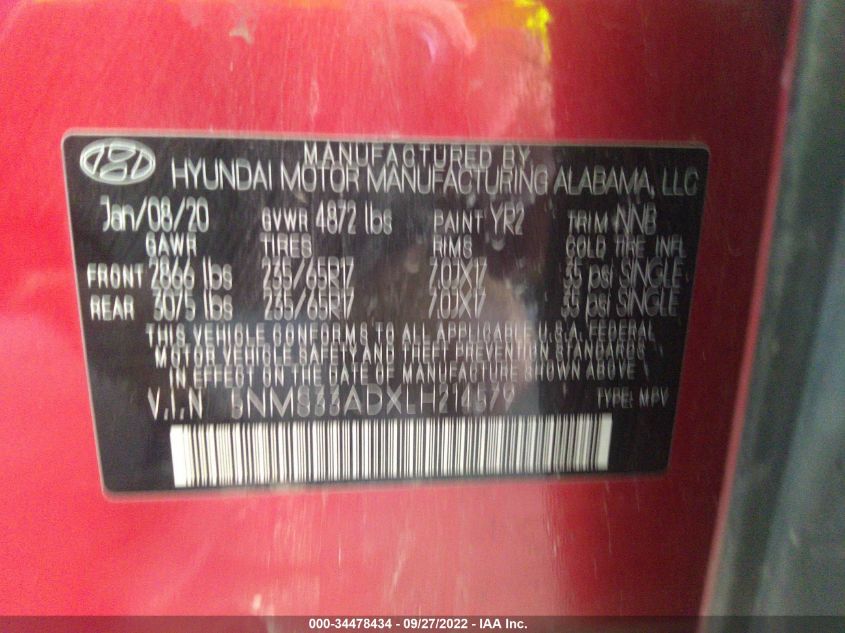 MANUFACTURED BY
HYUNDAI MOTOR MANUFACTURING ALABAMA, LLC
Jan/08/20 GVWR 4872 lbs PAINT YR2 TRIM NNB
GAWR TIRES RIMS COLD TIRE INFL
FRONT 2866 lbs 235/65R17 7.0JX17 35 psi SINGLE
REAR 3075 lbs 235/65R17 7.0JX17 35 psi SINGLE
THIS VEHICLE CONFORMS TO ALL APPLICABLE U.S.A. FEDERAL
MOTOR VEHICLE SAFETY AND THEFT PREVENTION STANDARDS
IN EFFECT ON THE DATE OF MANUFACTURE SHOWN ABOVE
V.I.N 5NMS33ADXLH214579 TYPE: MPV
000-34478434 - 09/27/2022 - IAA Inc.